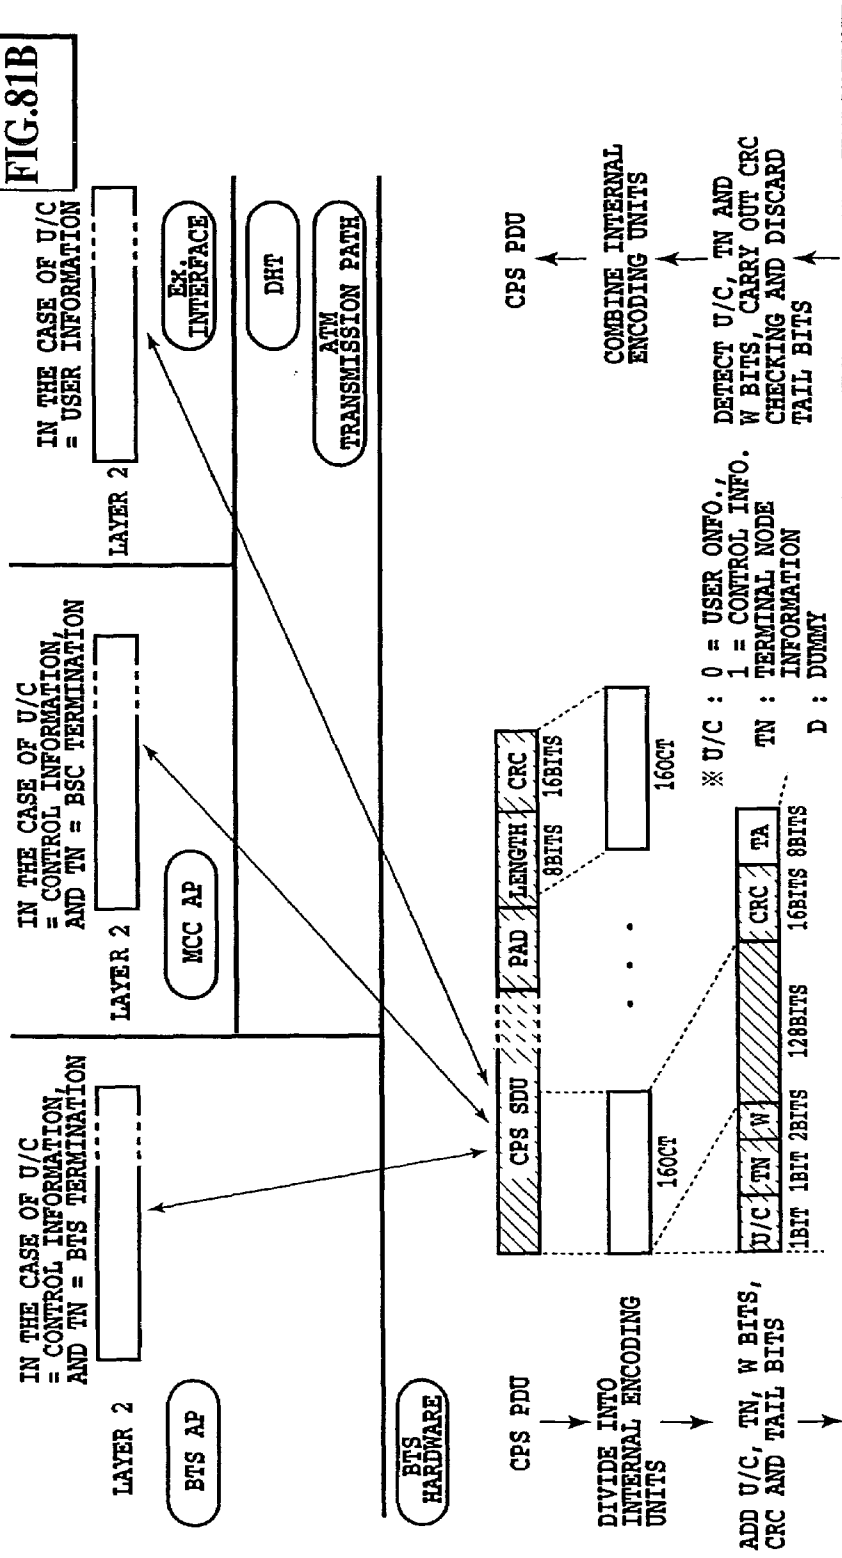 FIG.81B
IN THE CASE OF U/C
= CONTROL INFORMATION,
AND TN = BTS TERMINATION
LAYER 2
BTS AP
IN THE CASE OF U/C
= CONTROL INFORMATION,
AND TN = BSC TERMINATION
LAYER 2
MCC AP
IN THE CASE OF U/C
= USER INFORMATION
LAYER 2
EX.
INTERFACE
DHT
ATM
TRANSMISSION PATH
BTS
HARDWARE
CPS PDU
CPS SDU
PAD
LENGTH
CRC
8BITS
16BITS
CPS PDU
DIVIDE INTO
INTERNAL ENCODING
UNITS
16OCT
• • •
16OCT
COMBINE INTERNAL
ENCODING UNITS
ADD U/C, TN, W BITS,
CRC AND TAIL BITS
U/C
TN
W
CRC
TA
1BIT
1BIT
2BITS
128BITS
16BITS
8BITS
※ U/C : 0 = USER ONFO.,
1 = CONTROL INFO.
TN : TERMINAL NODE
INFORMATION
D : DUMMY
DETECT U/C, TN AND
W BITS, CARRY OUT CRC
CHECKING AND DISCARD
TAIL BITS